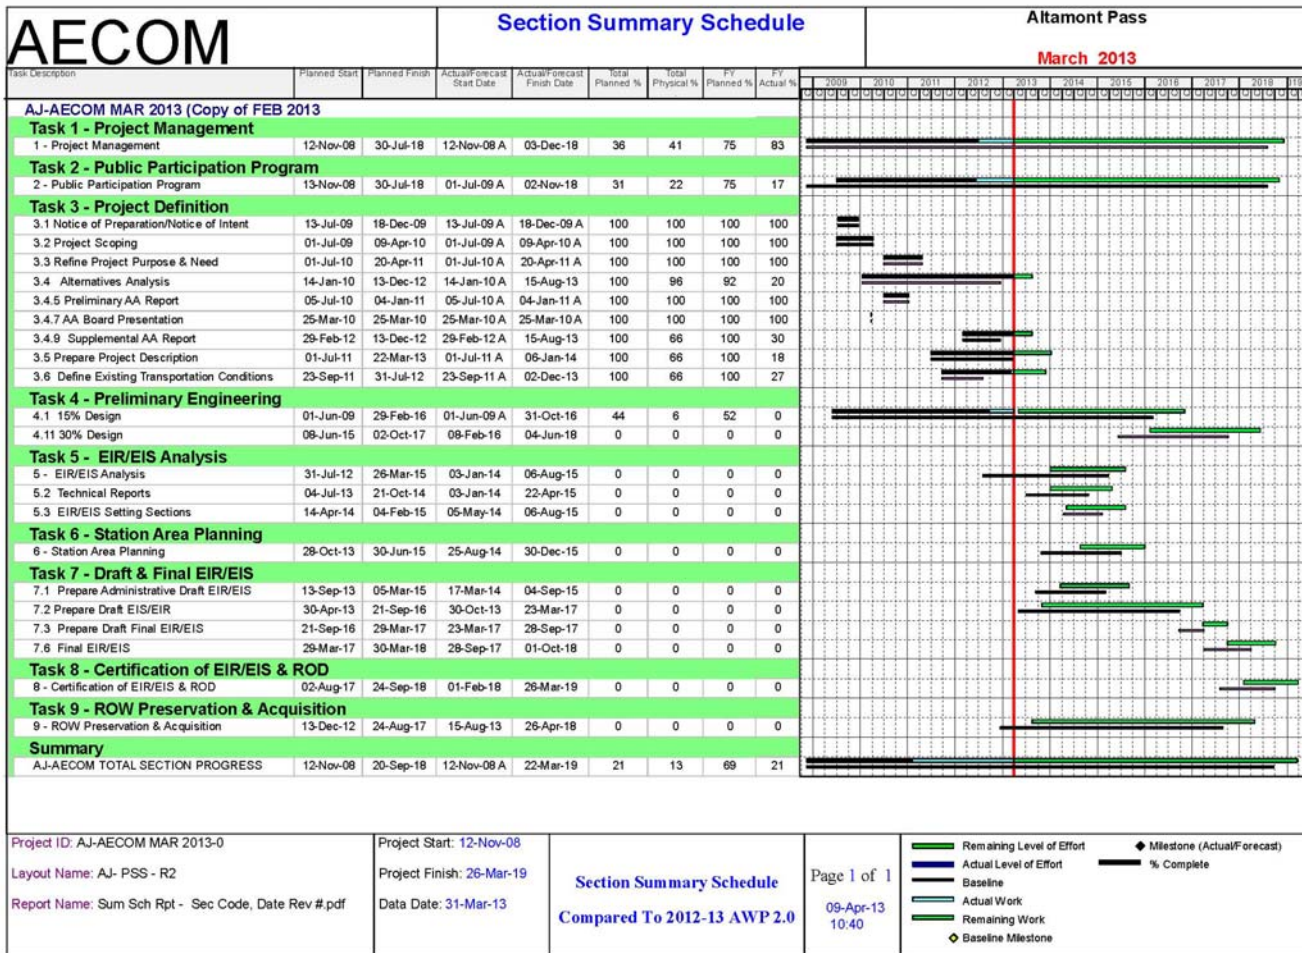 AECOM
Section Summary Schedule
Altamont Pass
March 2013
Task Description Planned Start Planned Finish Actual/Forecast Start Date Actual/Forecast Finish Date Total Planned % Total Physical % FY Planned % FY Actual %
2009 2010 2011 2012 2013 2014 2015 2016 2017 2018
AJ-AECOM MAR 2013 (Copy of FEB 2013
Task 1 - Project Management
1 - Project Management 12-Nov-08 30-Jul-18 12-Nov-08 A 03-Dec-18 36 41 75 83
Task 2 - Public Participation Program
2 - Public Participation Program 13-Nov-08 30-Jul-18 01-Jul-09 A 02-Nov-18 31 22 75 17
Task 3 - Project Definition
3.1 Notice of Preparation/Notice of Intent 13-Jul-09 18-Dec-09 13-Jul-09 A 18-Dec-09 A 100 100 100 100
3.2 Project Scoping 01-Jul-09 09-Apr-10 01-Jul-09 A 09-Apr-10 A 100 100 100 100
3.3 Refine Project Purpose & Need 01-Jul-10 20-Apr-11 01-Jul-10 A 20-Apr-11 A 100 100 100 100
3.4 Alternatives Analysis 14-Jan-10 13-Dec-12 14-Jan-10 A 15-Aug-13 100 96 92 20
3.4.5 Preliminary AA Report 05-Jul-10 04-Jan-11 05-Jul-10 A 04-Jan-11 A 100 100 100 100
3.4.7 AA Board Presentation 25-Mar-10 25-Mar-10 25-Mar-10 A 25-Mar-10 A 100 100 100 100
3.4.9 Supplemental AA Report 29-Feb-12 13-Dec-12 29-Feb-12 A 15-Aug-13 100 66 100 30
3.5 Prepare Project Description 01-Jul-11 22-Mar-13 01-Jul-11 A 06-Jan-14 100 66 100 18
3.6 Define Existing Transportation Conditions 23-Sep-11 31-Jul-12 23-Sep-11 A 02-Dec-13 100 66 100 27
Task 4 - Preliminary Engineering
4.1 15% Design 01-Jun-09 29-Feb-16 01-Jun-09 A 31-Oct-16 44 6 52 0
4.11 30% Design 08-Jun-15 02-Oct-17 08-Feb-16 04-Jun-18 0 0 0 0
Task 5 - EIR/EIS Analysis
5 - EIR/EIS Analysis 31-Jul-12 26-Mar-15 03-Jan-14 06-Aug-15 0 0 0 0
5.2 Technical Reports 04-Jul-13 21-Oct-14 03-Jan-14 22-Apr-15 0 0 0 0
5.3 EIR/EIS Setting Sections 14-Apr-14 04-Feb-15 05-May-14 06-Aug-15 0 0 0 0
Task 6 - Station Area Planning
6 - Station Area Planning 28-Oct-13 30-Jun-15 25-Aug-14 30-Dec-15 0 0 0 0
Task 7 - Draft & Final EIR/EIS
7.1 Prepare Administrative Draft EIR/EIS 13-Sep-13 05-Mar-15 17-Mar-14 04-Sep-15 0 0 0 0
7.2 Prepare Draft EIS/EIR 30-Apr-13 21-Sep-16 30-Oct-13 23-Mar-17 0 0 0 0
7.3 Prepare Draft Final EIR/EIS 21-Sep-16 29-Mar-17 23-Mar-17 28-Sep-17 0 0 0 0
7.6 Final EIR/EIS 29-Mar-17 30-Mar-18 28-Sep-17 01-Oct-18 0 0 0 0
Task 8 - Certification of EIR/EIS & ROD
8 - Certification of EIR/EIS & ROD 02-Aug-17 24-Sep-18 01-Feb-18 26-Mar-19 0 0 0 0
Task 9 - ROW Preservation & Acquisition
9 - ROW Preservation & Acquisition 13-Dec-12 24-Aug-17 15-Aug-13 26-Apr-18 0 0 0 0
Summary
AJ-AECOM TOTAL SECTION PROGRESS 12-Nov-08 20-Sep-18 12-Nov-08 A 22-Mar-19 21 13 69 21
Project ID: AJ-AECOM MAR 2013-0
Layout Name: AJ- PSS - R2
Report Name: Sum Sch Rpt - Sec Code, Date Rev #.pdf
Project Start: 12-Nov-08
Project Finish: 26-Mar-19
Data Date: 31-Mar-13
Section Summary Schedule
Compared To 2012-13 AWP 2.0
Page 1 of 1
09-Apr-13
10:40
Remaining Level of Effort
Actual Level of Effort
Baseline
Actual Work
Remaining Work
Baseline Milestone
Milestone (Actual/Forecast)
% Complete